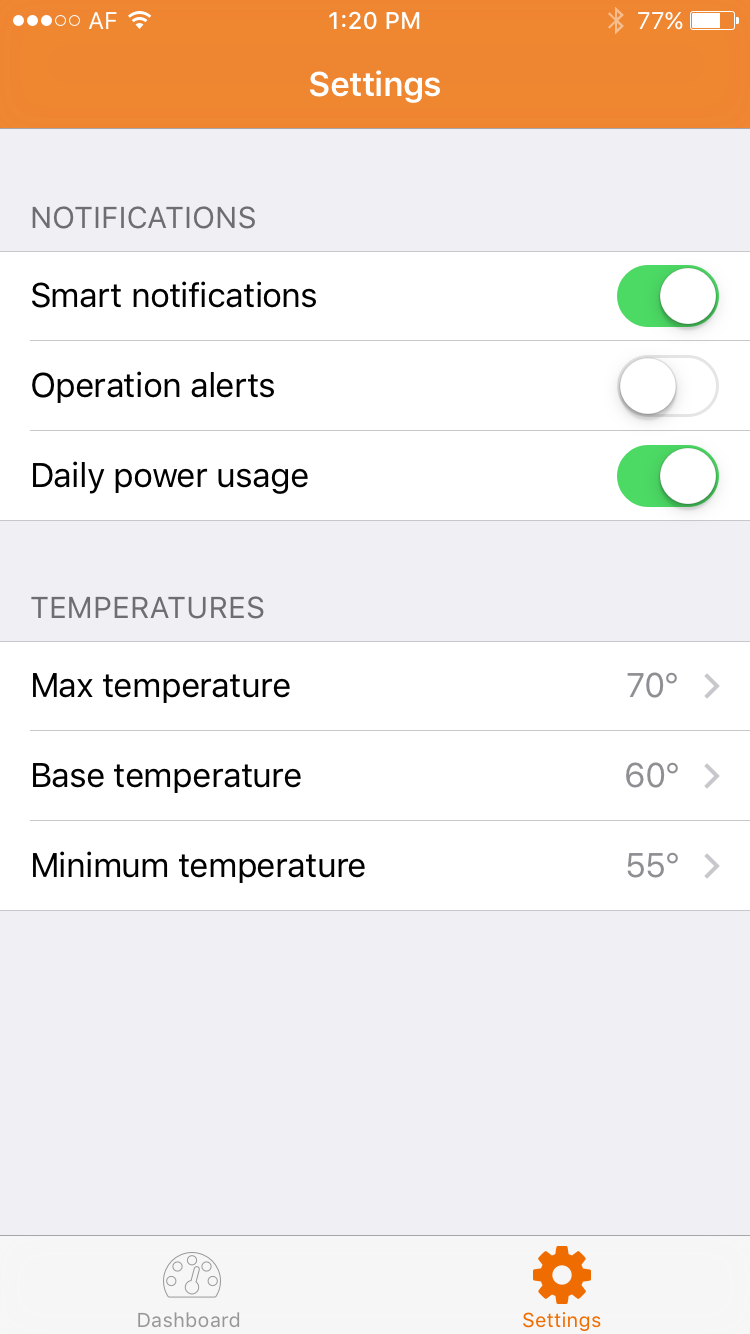 AF 1:20 PM 77%
Settings
NOTIFICATIONS
Smart notifications
Operation alerts
Daily power usage
TEMPERATURES
Max temperature 70°
Base temperature 60°
Minimum temperature 55°
Dashboard Settings